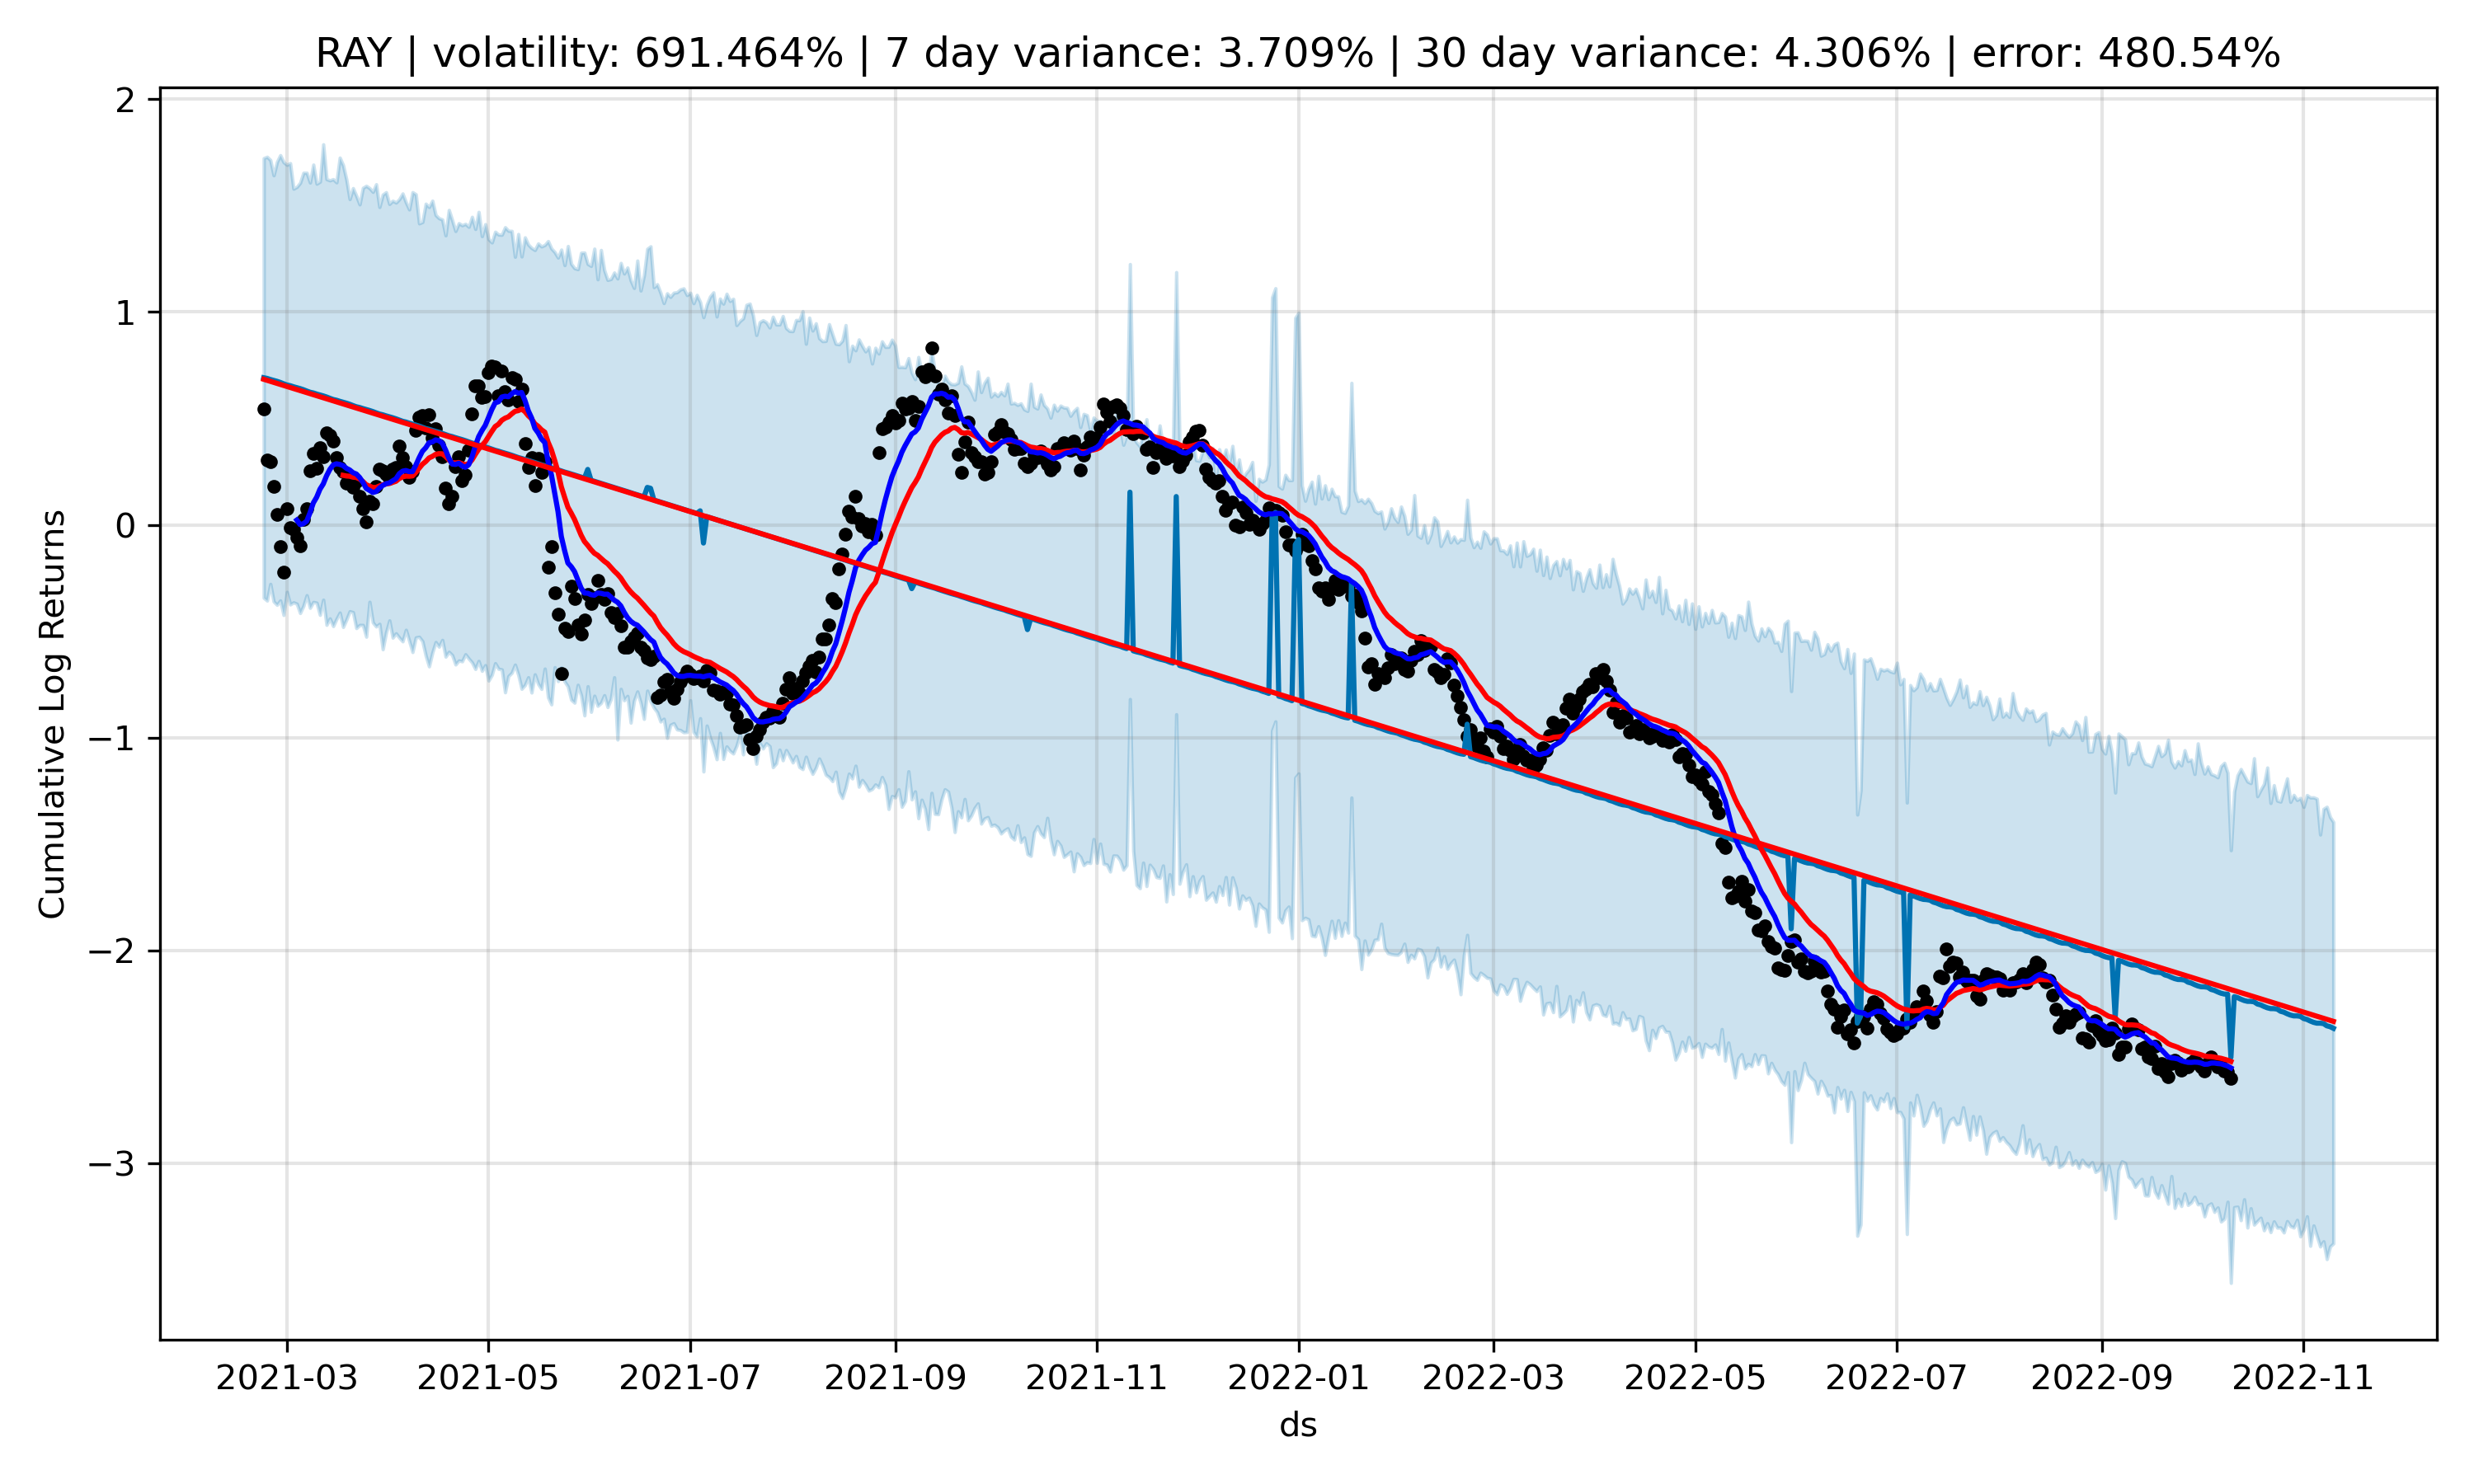 RAY | volatility: 691.464% | 7 day variance: 3.709% | 30 day variance: 4.306% | error: 480.54%
Cumulative Log Returns
2
1
0
−1
−2
−3
2021-03 2021-05 2021-07 2021-09 2021-11 2022-01 2022-03 2022-05 2022-07 2022-09 2022-11
ds